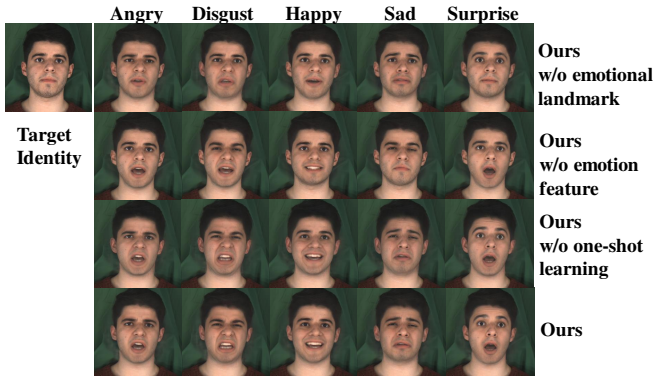 Angry Disgust Happy Sad Surprise
Ours
w/o emotional
landmark
Target
Identity
Ours
w/o emotion
feature
Ours
w/o one-shot
learning
Ours